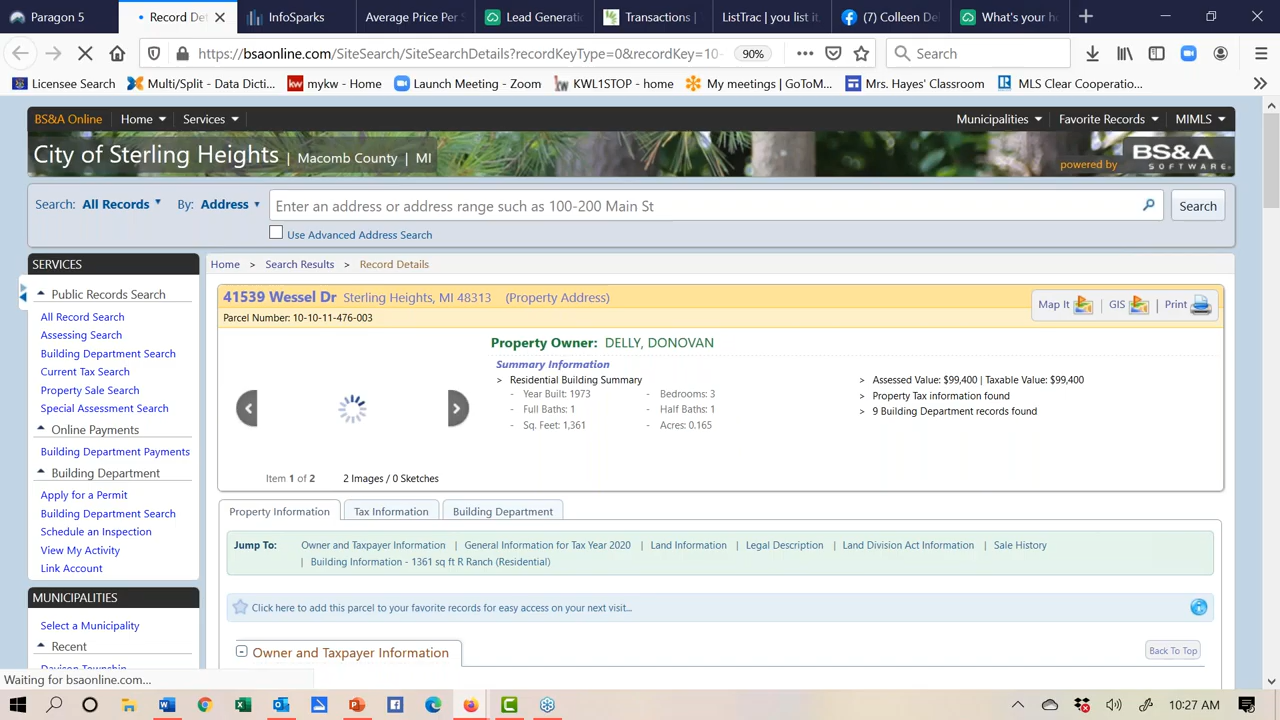 Paragon 5
Record Det
InfoSparks
Average Price Per S
Lead Generati
Transactions |
ListTrac | you list it,
(7) Colleen De
What's your ho
https://bsaonline.com/SiteSearch/SiteSearchDetails?recordKeyType=0&recordKey=10-
90%
Search
Licensee Search
Multi/Split - Data Dicti...
mykw - Home
Launch Meeting - Zoom
KWL1STOP - home
My meetings | GoToM...
Mrs. Hayes' Classroom
MLS Clear Cooperatio...
BS&A Online
Home
Services
Municipalities
Favorite Records
MIMLS
City of Sterling Heights | Macomb County | MI
powered by BS&A SOFTWARE
Search: All Records By: Address
Enter an address or address range such as 100-200 Main St
Search
Use Advanced Address Search
SERVICES
Public Records Search
All Record Search
Assessing Search
Building Department Search
Current Tax Search
Property Sale Search
Special Assessment Search
Online Payments
Building Department Payments
Building Department
Apply for a Permit
Building Department Search
Schedule an Inspection
View My Activity
Link Account
MUNICIPALITIES
Select a Municipality
Recent
Davison Township
Home > Search Results > Record Details
41539 Wessel Dr Sterling Heights, MI 48313 (Property Address)
Parcel Number: 10-10-11-476-003
Map It | GIS | Print
Property Owner: DELLY, DONOVAN
Summary Information
> Residential Building Summary
- Year Built: 1973 - Bedrooms: 3
- Full Baths: 1 - Half Baths: 1
- Sq. Feet: 1,361 - Acres: 0.165
> Assessed Value: $99,400 | Taxable Value: $99,400
> Property Tax information found
> 9 Building Department records found
Item 1 of 2 2 Images / 0 Sketches
Property Information
Tax Information
Building Department
Jump To: Owner and Taxpayer Information | General Information for Tax Year 2020 | Land Information | Legal Description | Land Division Act Information | Sale History
| Building Information - 1361 sq ft R Ranch (Residential)
Click here to add this parcel to your favorite records for easy access on your next visit...
Owner and Taxpayer Information
Back To Top
Waiting for bsaonline.com...
10:27 AM